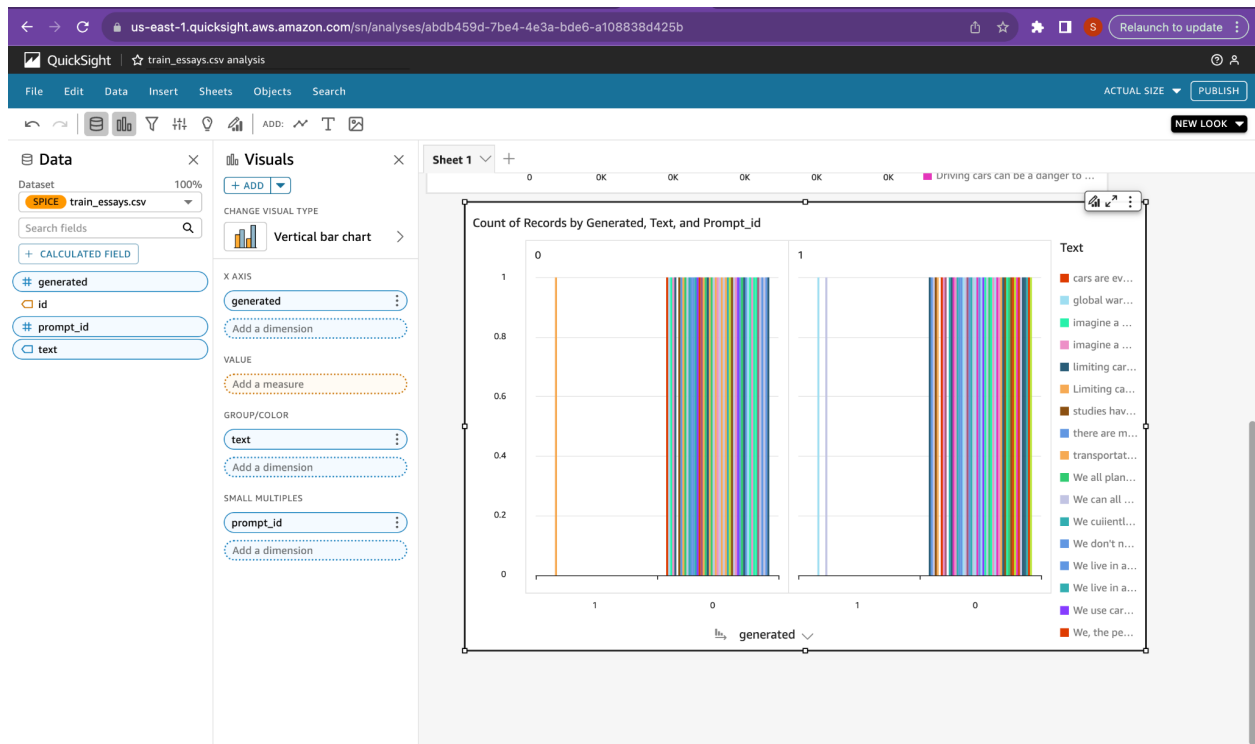 us-east-1.quicksight.aws.amazon.com/sn/analyses/abdb459d-7be4-4e3a-bde6-a108838d425b
S
Relaunch to update
QuickSight
train_essays.csv analysis
File Edit Data Insert Sheets Objects Search
ACTUAL SIZE
PUBLISH
ADD:
T
NEW LOOK
Data
Dataset 100%
SPICE train_essays.csv
Search fields
+ CALCULATED FIELD
# generated
id
# prompt_id
text
Visuals
+ ADD
CHANGE VISUAL TYPE
Vertical bar chart
X AXIS
generated
Add a dimension
VALUE
Add a measure
GROUP/COLOR
text
Add a dimension
SMALL MULTIPLES
prompt_id
Add a dimension
Sheet 1
0 0K 0K 0K 0K 0K
Driving cars can be a danger to ...
Count of Records by Generated, Text, and Prompt_id
0 1
1
0.8
0.6
0.4
0.2
0
1 0 1 0
generated
Text
cars are ev...
global war...
imagine a ...
imagine a ...
limiting car...
Limiting ca...
studies hav...
there are m...
transportat...
We all plan...
We can all ...
We cuiientl...
We don't n...
We live in a...
We live in a...
We use car...
We, the pe...